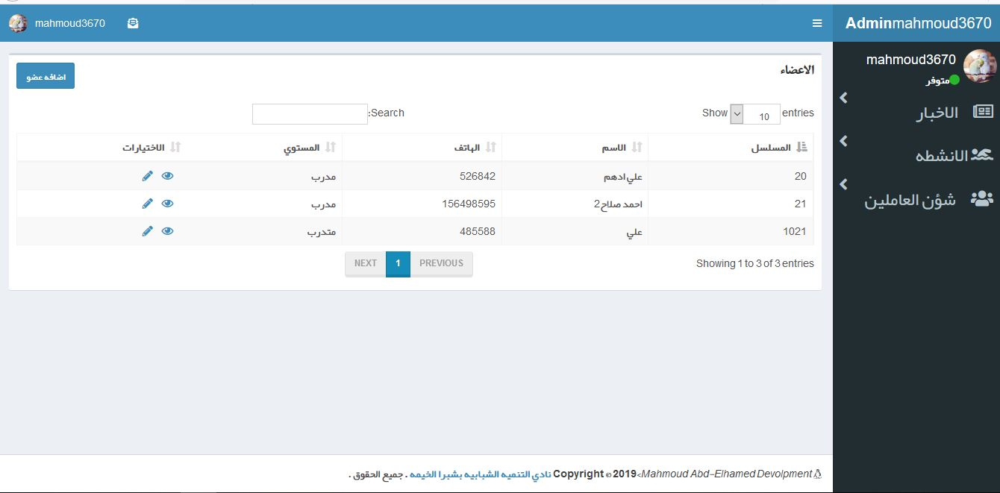 Adminmahmoud3670
mahmoud3670
mahmoud3670
متوفر
الاخبار
الانشطه
شؤن العاملين
الاعضاء
اضافه عضو
Show 10 entries
Search:
المسلسل الاسم الهاتف المستوي الاختيارات
20 علي ادهم 526842 مدرب
21 احمد صلاح2 156498595 مدرب
1021 علي 485588 متدرب
Showing 1 to 3 of 3 entries
PREVIOUS 1 NEXT
Mahmoud Abd-Elhamed Devolpment> Copyright © 2019 نادي التنميه الشبابيه بشبرا الخيمه . جميع الحقوق .